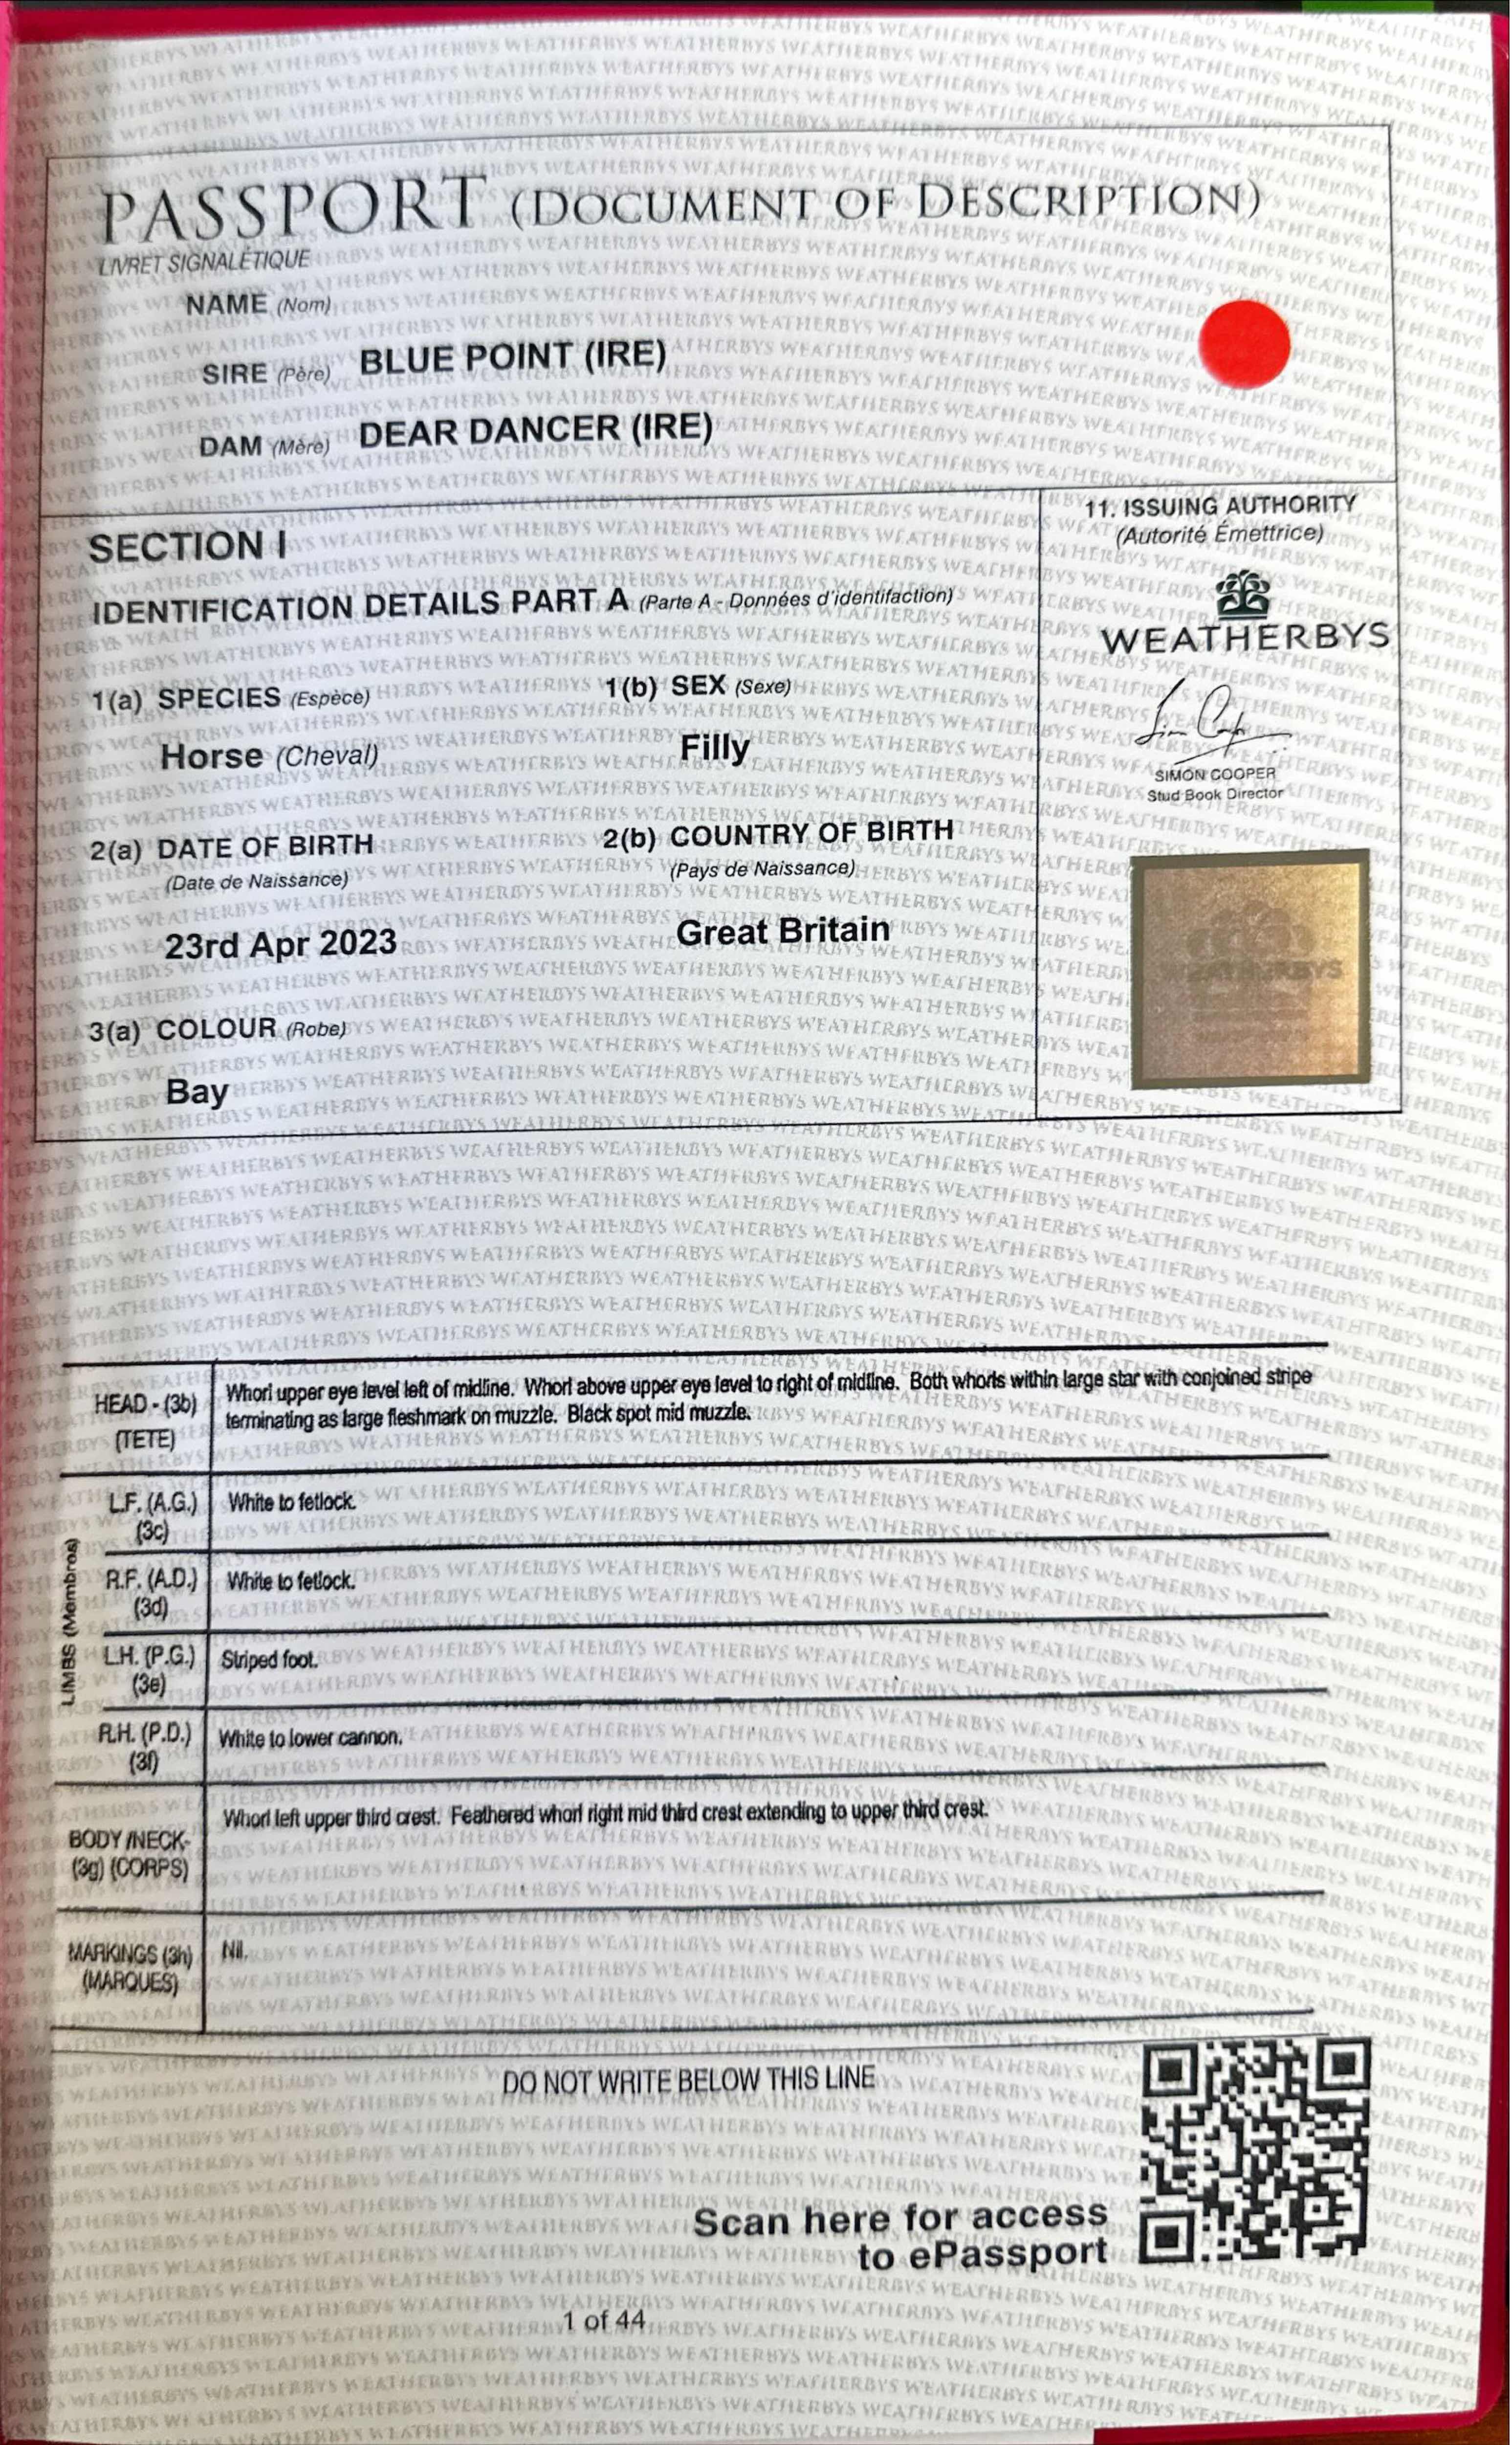 PASSPORT (DOCUMENT OF DESCRIPTION)
LIVRET SIGNALÉTIQUE
NAME (Nom)
SIRE (Père) BLUE POINT (IRE)
DAM (Mère) DEAR DANCER (IRE)
SECTION I
IDENTIFICATION DETAILS PART A (Parte A - Données d'identifaction)
1(a) SPECIES (Espèce) 1(b) SEX (Sexe)
Horse (Cheval) Filly
2(a) DATE OF BIRTH 2(b) COUNTRY OF BIRTH
(Date de Naissance) (Pays de Naissance)
23rd Apr 2023 Great Britain
3(a) COLOUR (Robe)
Bay
11. ISSUING AUTHORITY
(Autorité Émettrice)
WEATHERBYS
SIMON COOPER
Stud Book Director
WEATHERBYS
HEAD - (3b) Whorl upper eye level left of midline. Whorl above upper eye level to right of midline. Both whorls within large star with conjoined stripe
(TETE) terminating as large fleshmark on muzzle. Black spot mid muzzle.
LIMBS (Membros)
L.F. (A.G.) White to fetlock.
(3c)
R.F. (A.D.) White to fetlock.
(3d)
L.H. (P.G.) Striped foot.
(3e)
R.H. (P.D.) White to lower cannon.
(3f)
Whorl left upper third crest. Feathered whorl right mid third crest extending to upper third crest.
BODY /NECK-
(3g) (CORPS)
MARKINGS (3h) Nil.
(MARQUES)
DO NOT WRITE BELOW THIS LINE
Scan here for access
to ePassport
1 of 44